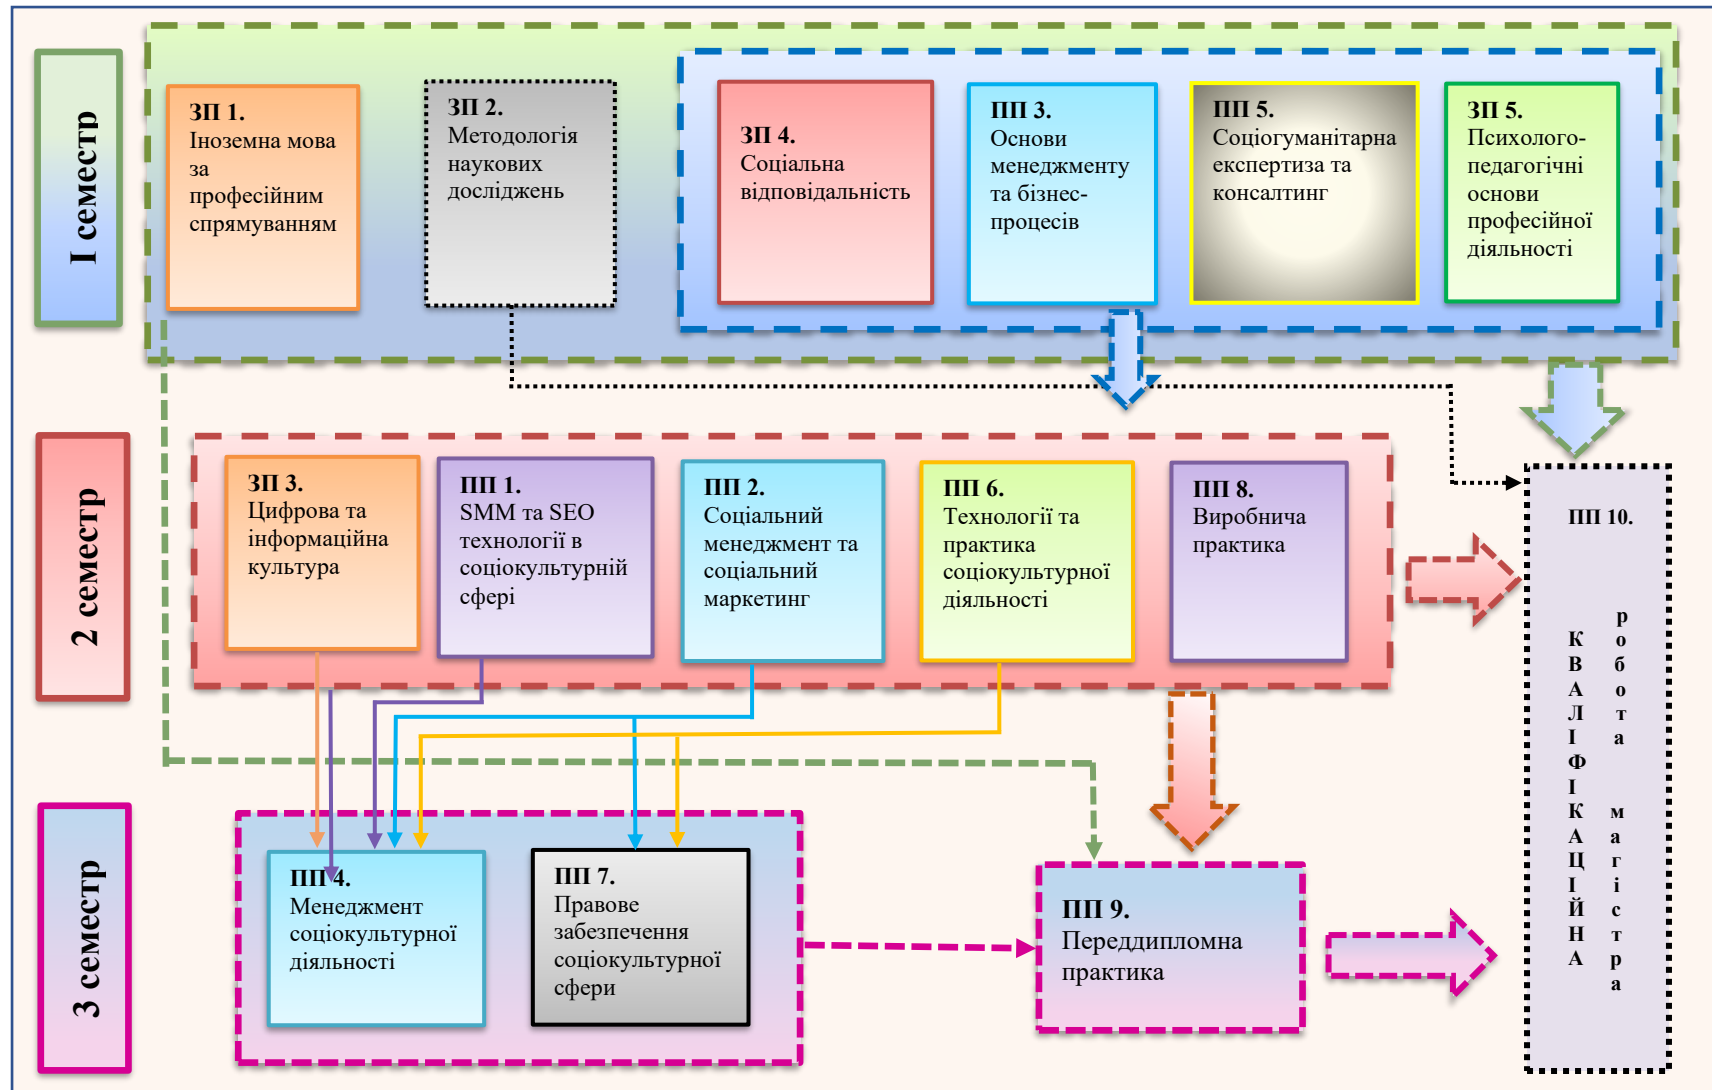 І семестр
ЗП 1.
Іноземна мова
за
професійним
спрямуванням
ЗП 2.
Методологія
наукових
досліджень
ЗП 4.
Соціальна
відповідальність
ПП 3.
Основи
менеджменту
та бізнес-
процесів
ПП 5.
Соціогуманітарна
експертиза та
консалтинг
ЗП 5.
Психолого-
педагогічні
основи
професійної
діяльності
2 семестр
ЗП 3.
Цифрова та
інформаційна
культура
ПП 1.
SMM та SEO
технології в
соціокультурній
сфері
ПП 2.
Соціальний
менеджмент та
соціальний
маркетинг
ПП 6.
Технології та
практика
соціокультурної
діяльності
ПП 8.
Виробнича
практика
3 семестр
ПП 4.
Менеджмент
соціокультурної
діяльності
ПП 7.
Правове
забезпечення
соціокультурної
сфери
ПП 9.
Переддипломна
практика
ПП 10.
КВАЛІФІКАЦІЙНА
робота магістра